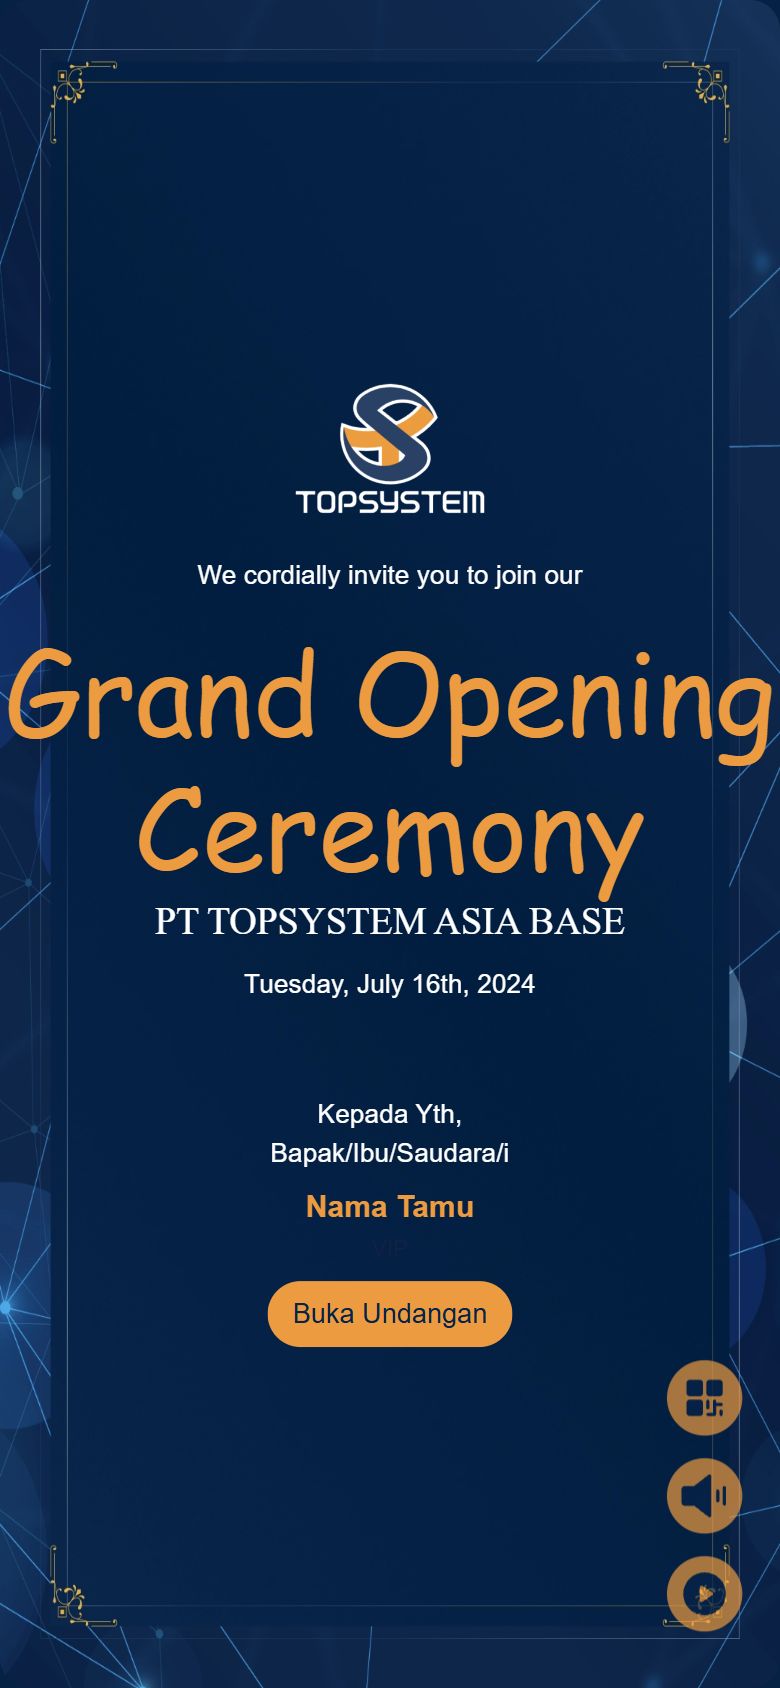 TOPSYSTEM
We cordially invite you to join our
Grand Opening
Ceremony
PT TOPSYSTEM ASIA BASE
Tuesday, July 16th, 2024
Kepada Yth,
Bapak/Ibu/Saudara/i
Nama Tamu
VIP
Buka Undangan